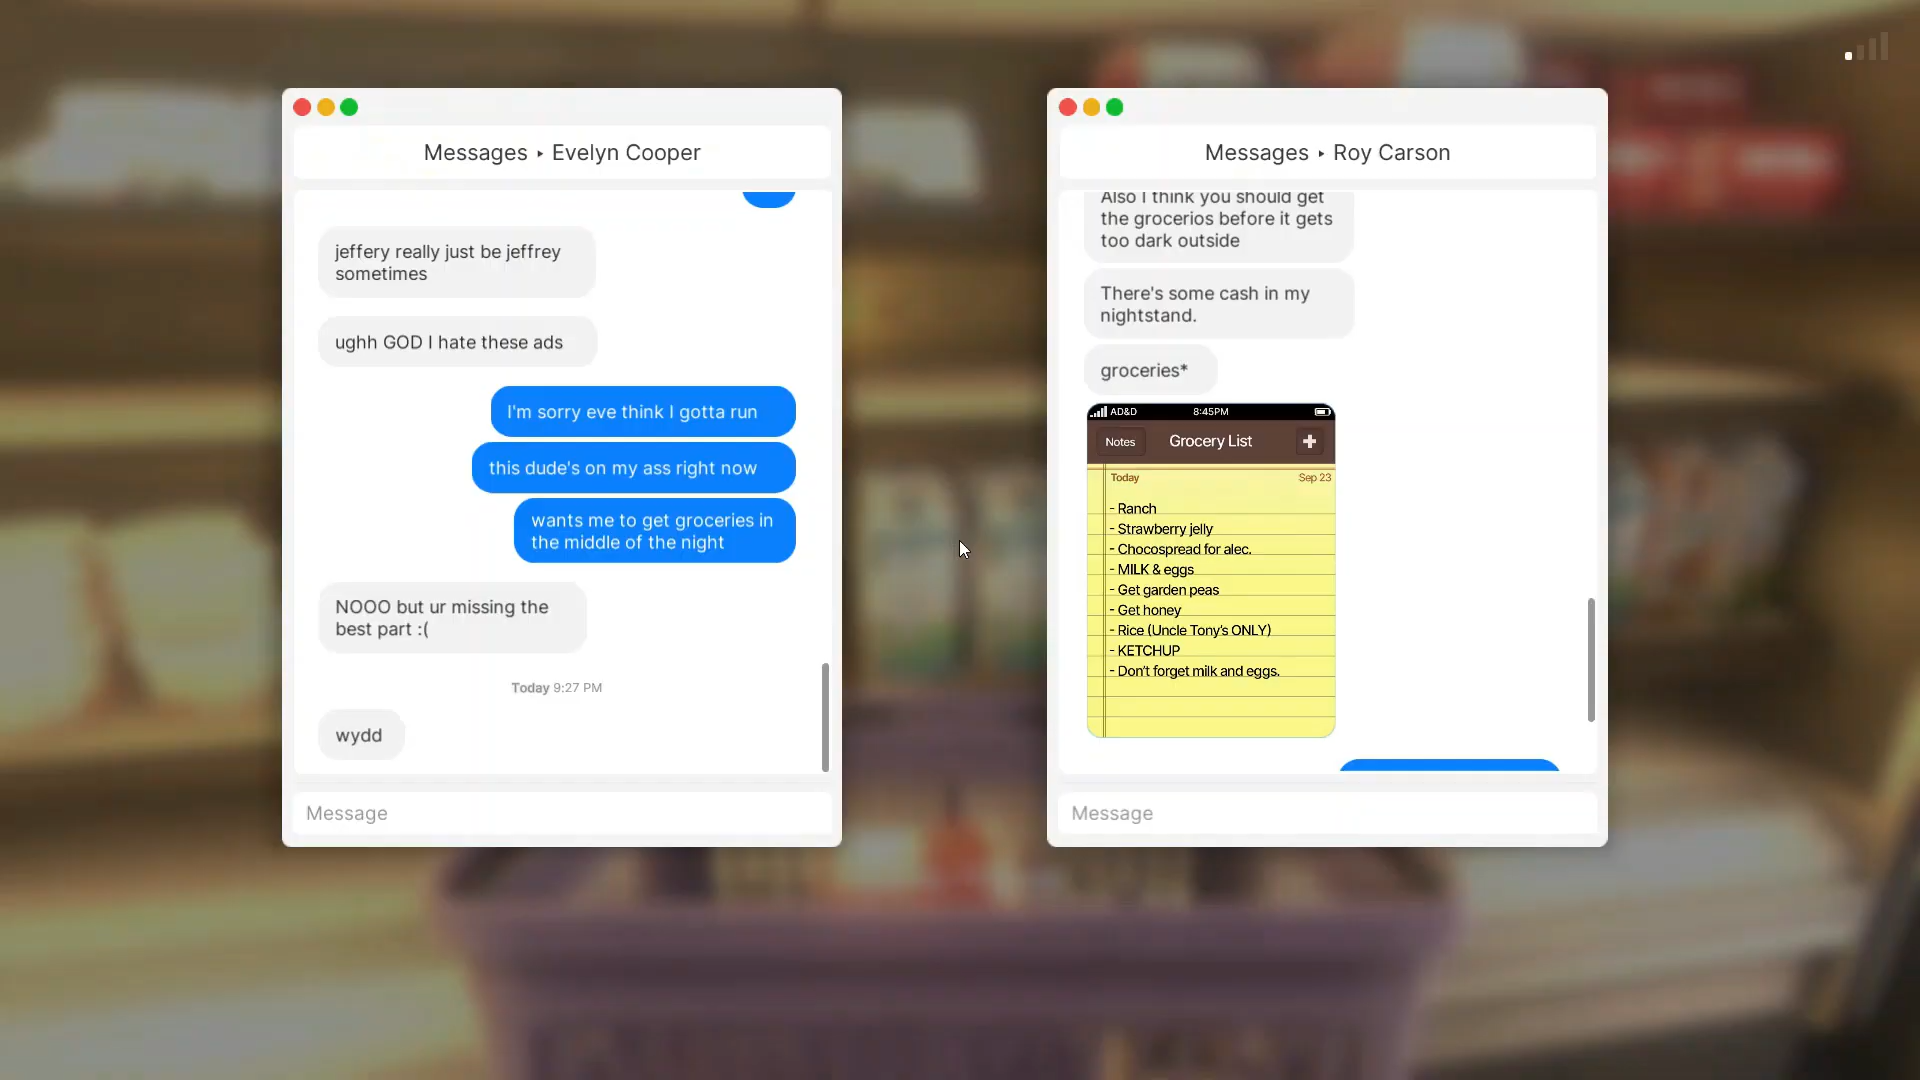 Messages ▸ Evelyn Cooper
jeffery really just be jeffrey
sometimes
ughh GOD I hate these ads
I'm sorry eve think I gotta run
this dude's on my ass right now
wants me to get groceries in
the middle of the night
NOOO but ur missing the
best part :(
Today 9:27 PM
wydd
Message
Messages ▸ Roy Carson
Also I think you should get
the grocerios before it gets
too dark outside
There's some cash in my
nightstand.
groceries*
AD&D 8:45PM
Notes Grocery List +
Today Sep 23
- Ranch
- Strawberry jelly
- Chocospread for alec.
- MILK & eggs
- Get garden peas
- Get honey
- Rice (Uncle Tony's ONLY)
- KETCHUP
- Don't forget milk and eggs.
Message